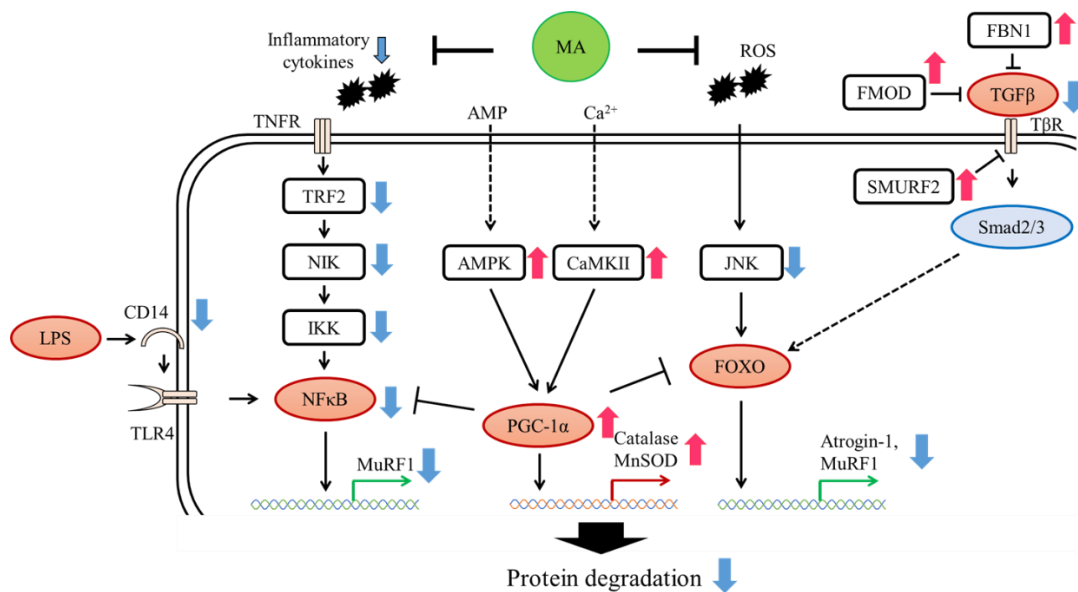 FBN1
Inflammatory
cytokines
MA
ROS
FMOD
TGFβ
TNFR
AMP
Ca²⁺
TβR
TRF2
SMURF2
Smad2/3
NIK
AMPK
CaMKII
JNK
CD14
LPS
IKK
FOXO
NFκB
TLR4
PGC-1α
Catalase
MnSOD
Atrogin-1,
MuRF1
MuRF1
Protein degradation